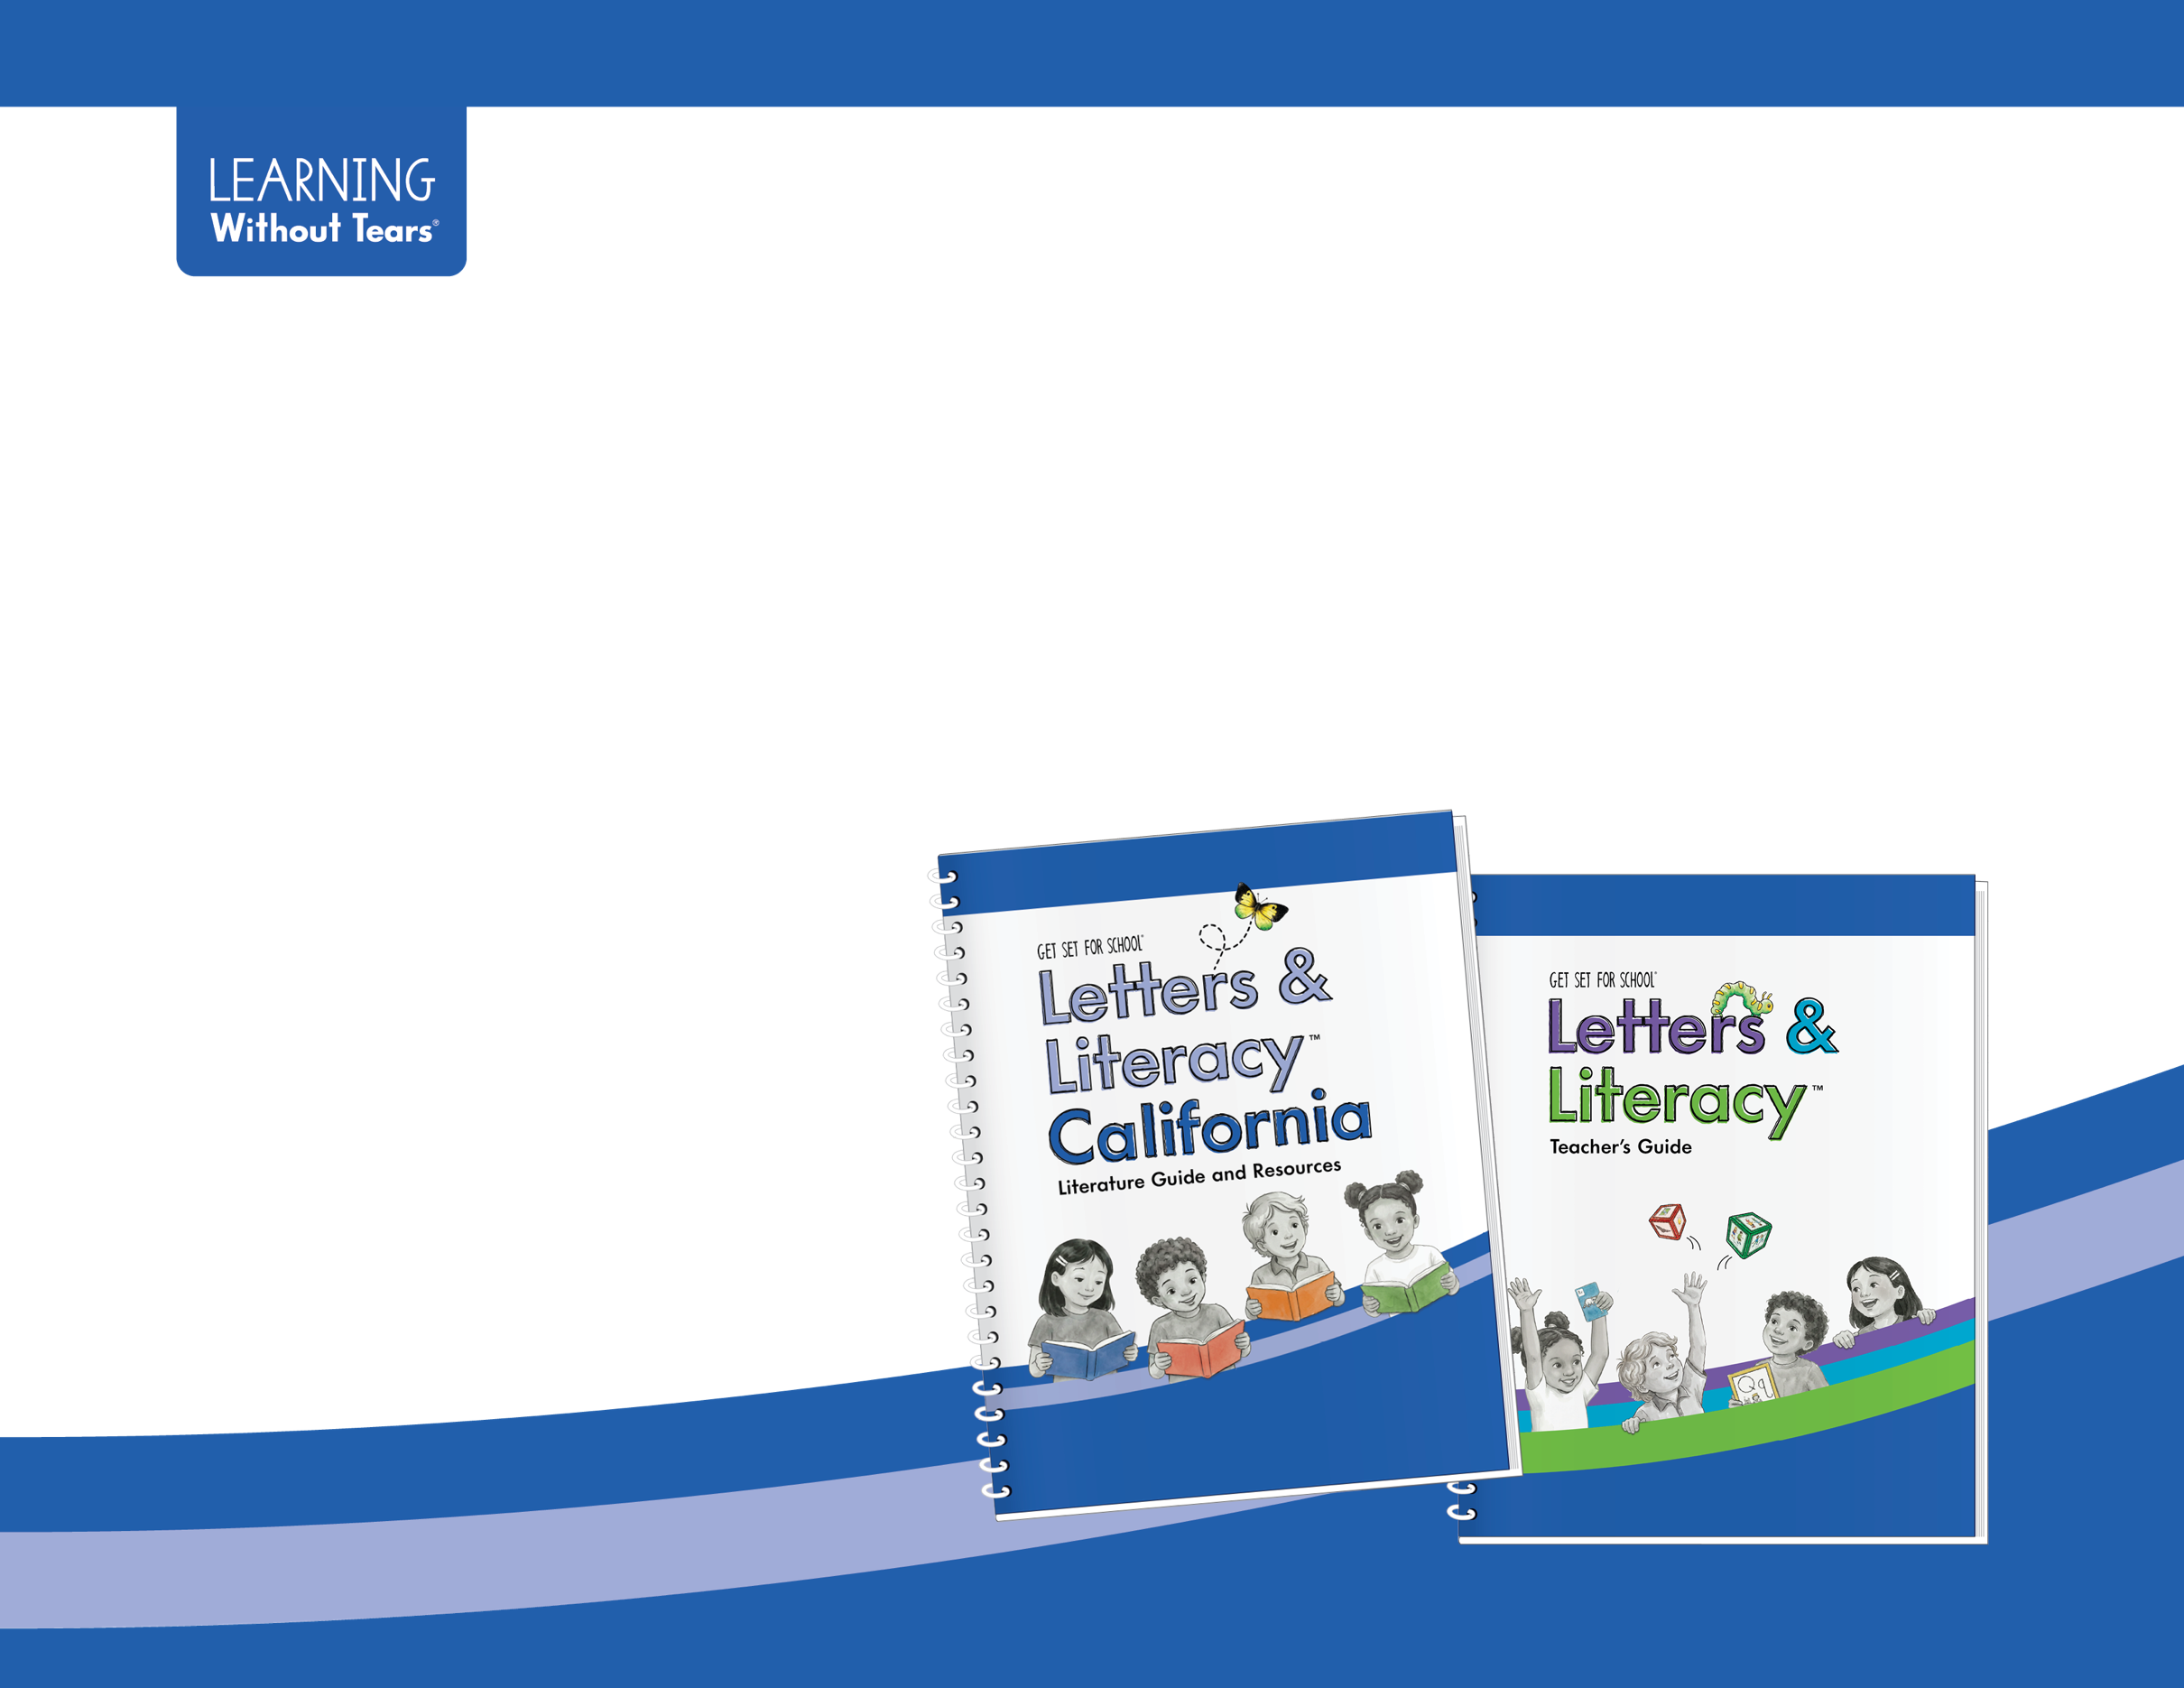 LEARNING
Without Tears®
GET SET FOR SCHOOL®
Letters &
Literacy™
California
Literature Guide and Resources
GET SET FOR SCHOOL®
Letters &
Literacy™
Teacher's Guide
Qq